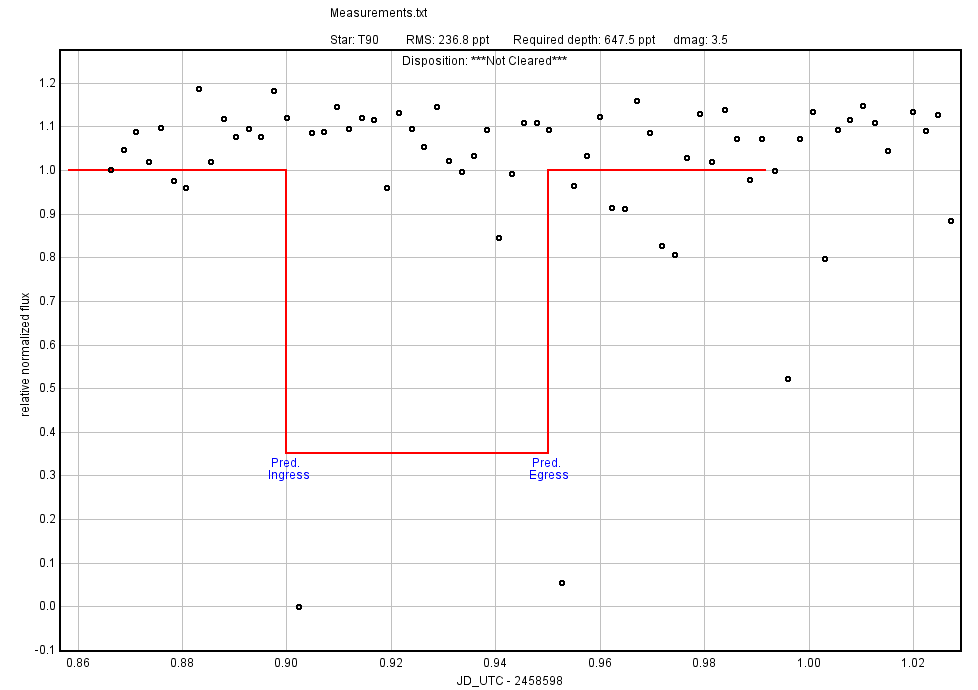 Measurements.txt
Star: T90 RMS: 236.8 ppt Required depth: 647.5 ppt dmag: 3.5
Disposition: ***Not Cleared***
1.2
1.1
1.0
0.9
0.8
0.7
0.6
0.5
0.4
0.3
0.2
0.1
0.0
-0.1
relative normalized flux
Pred.
Ingress
Pred.
Egress
0.86 0.88 0.90 0.92 0.94 0.96 0.98 1.00 1.02
JD_UTC - 2458598